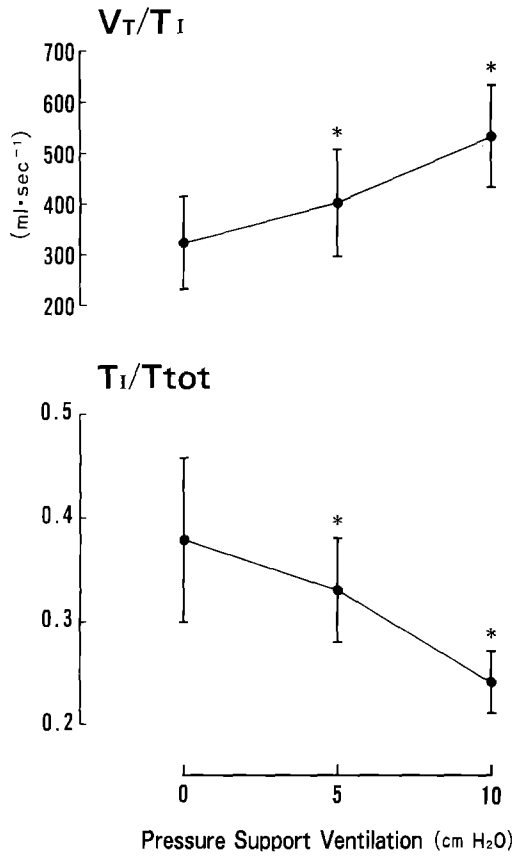 VT/TI
700
*
600
*
500
400
300
200
(ml·sec⁻¹)
TI/Ttot
0.5
0.4
*
0.3
*
0.2
0 5 10
Pressure Support Ventilation (cm H₂O)